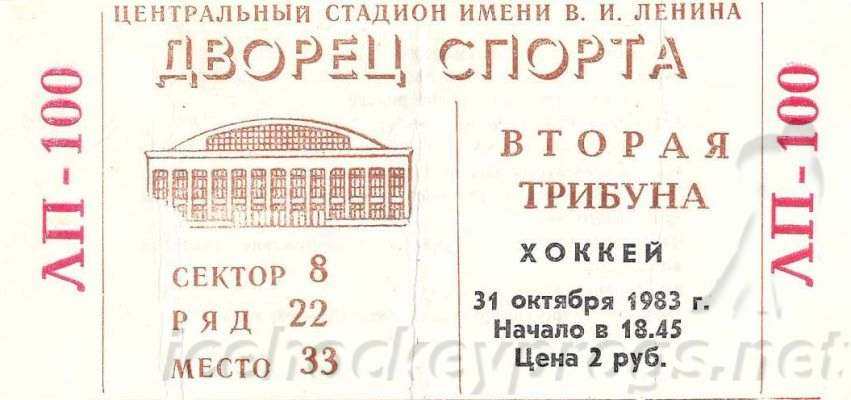 ЦЕНТРАЛЬНЫЙ СТАДИОН ИМЕНИ В. И. ЛЕНИНА
ДВОРЕЦ СПОРТА
ЛП-100
ВТОРАЯ
ТРИБУНА
ХОККЕЙ
31 октября 1983 г.
Начало в 18.45
Цена 2 руб.
СЕКТОР 8
РЯД 22
МЕСТО 33
ЛП-100
icehockeyprogs.net